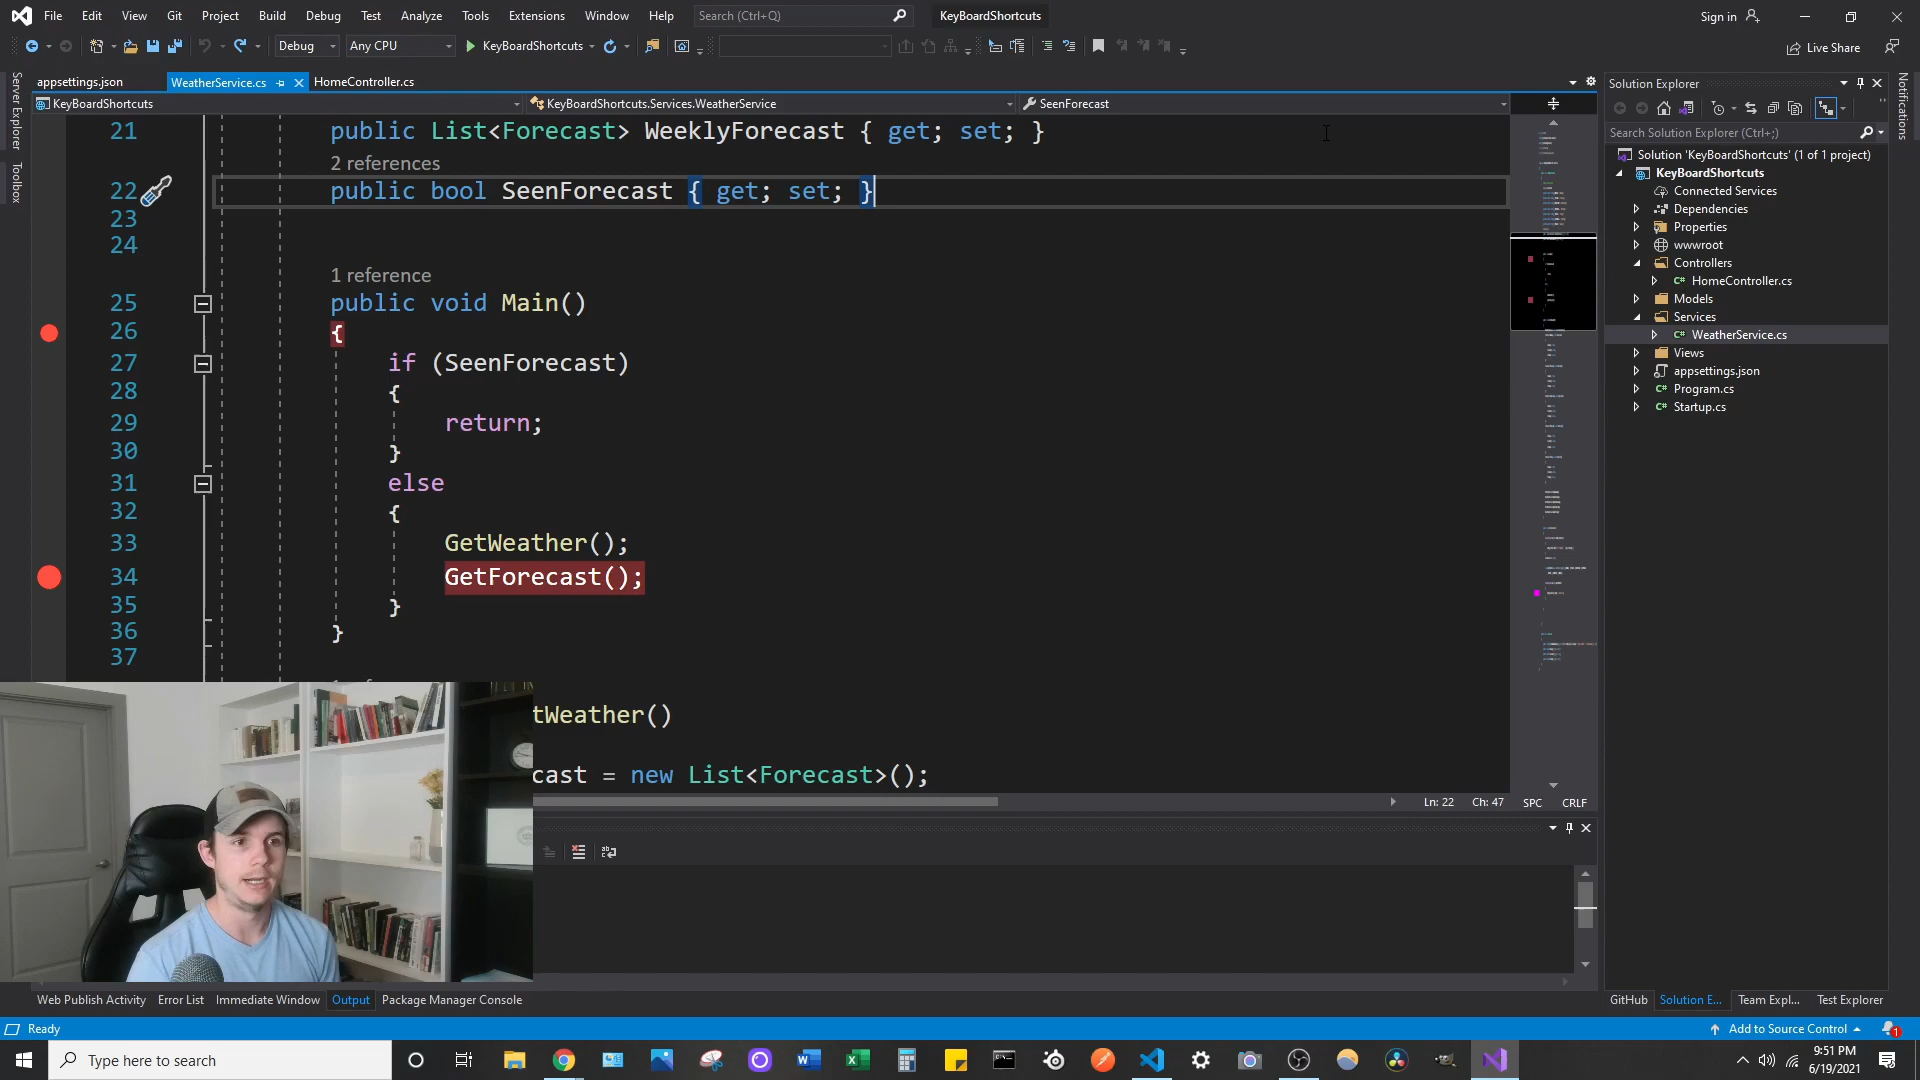 File Edit View Git Project Build Debug Test Analyze Tools Extensions Window Help Search (Ctrl+Q) KeyBoardShortcuts Sign in
Debug Any CPU KeyBoardShortcuts Live Share
appsettings.json WeatherService.cs HomeController.cs
KeyBoardShortcuts KeyBoardShortcuts.Services.WeatherService SeenForecast
Server Explorer
Toolbox
21 public List<Forecast> WeeklyForecast { get; set; }
2 references
22 public bool SeenForecast { get; set; }
23
24
1 reference
25 public void Main()
26 {
27 if (SeenForecast)
28 {
29 return;
30 }
31 else
32 {
33 GetWeather();
34 GetForecast();
35 }
36 }
37
tWeather()
cast = new List<Forecast>();
Ln: 22 Ch: 47 SPC CRLF
Solution Explorer
Search Solution Explorer (Ctrl+;)
Solution 'KeyBoardShortcuts' (1 of 1 project)
KeyBoardShortcuts
Connected Services
Dependencies
Properties
wwwroot
Controllers
C# HomeController.cs
Models
Services
C# WeatherService.cs
Views
appsettings.json
C# Program.cs
C# Startup.cs
Notifications
Web Publish Activity Error List Immediate Window Output Package Manager Console
GitHub Solution E... Team Expl... Test Explorer
Ready Add to Source Control 1
Type here to search
9:51 PM
6/19/2021